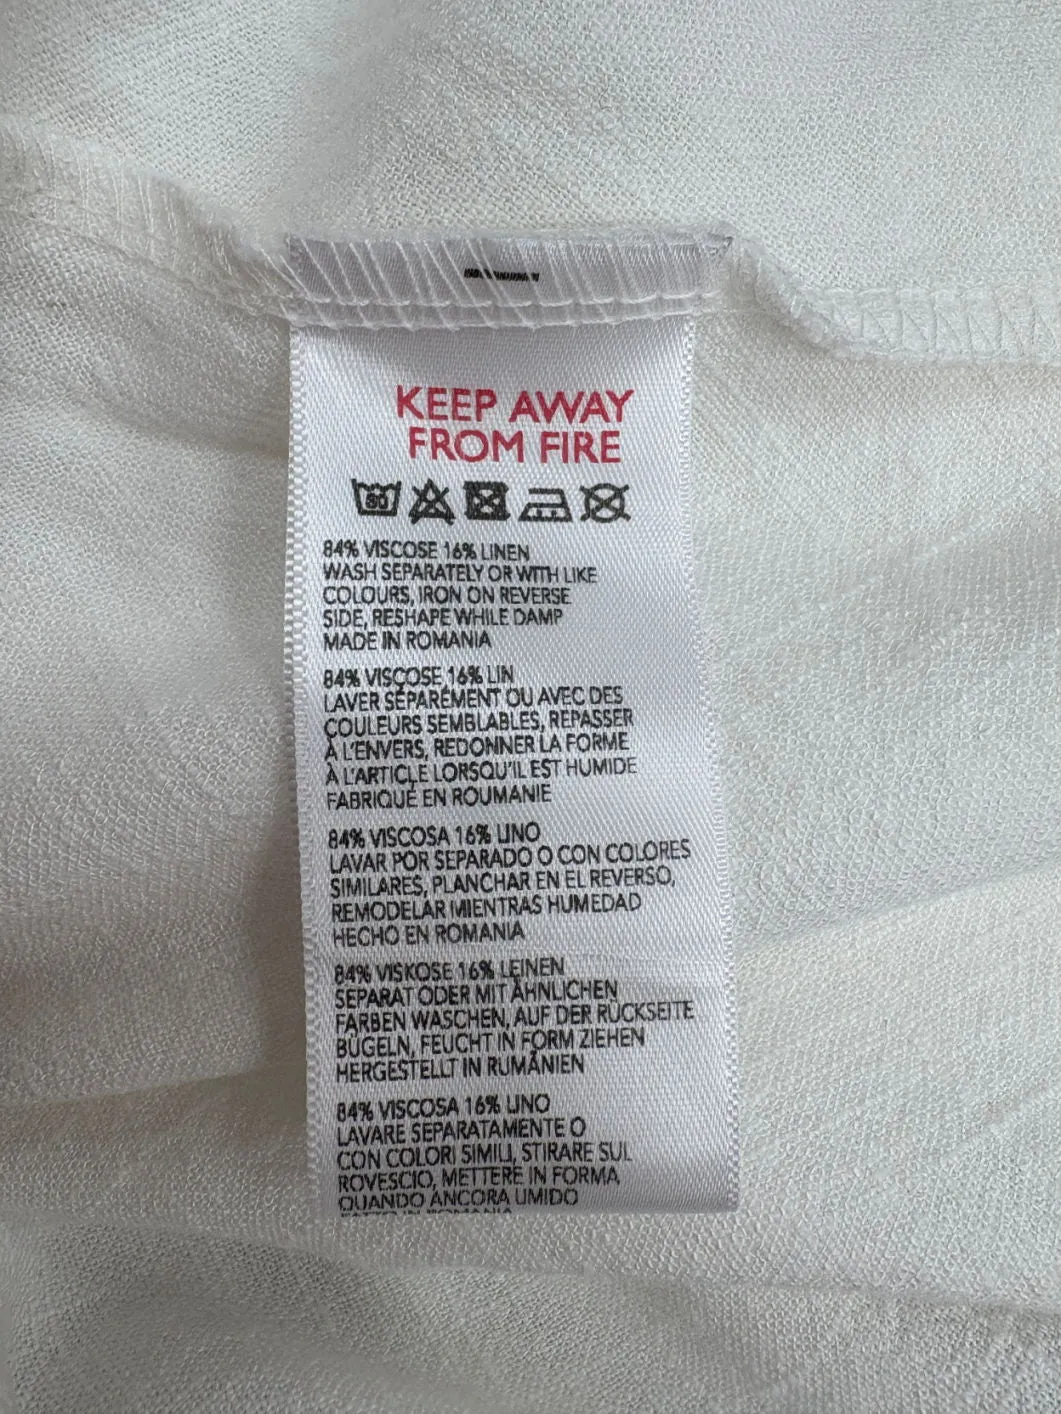 KEEP AWAY
FROM FIRE
84% VISCOSE 16% LINEN
WASH SEPARATELY OR WITH LIKE
COLOURS, IRON ON REVERSE
SIDE, RESHAPE WHILE DAMP
MADE IN ROMANIA
84% VISCOSE 16% LIN
LAVER SÉPARÉMENT OU AVEC DES
COULEURS SEMBLABLES, REPASSER
À L'ENVERS, REDONNER LA FORME
À L'ARTICLE LORSQU'IL EST HUMIDE
FABRIQUÉ EN ROUMANIE
84% VISCOSA 16% LINO
LAVAR POR SEPARADO O CON COLORES
SIMILARES, PLANCHAR EN EL REVERSO,
REMODELAR MIENTRAS HUMEDAD
HECHO EN ROMANIA
84% VISKOSE 16% LEINEN
SEPARAT ODER MIT ÄHNLICHEN
FARBEN WASCHEN, AUF DER RÜCKSEITE
BÜGELN, FEUCHT IN FORM ZIEHEN
HERGESTELLT IN RUMÄNIEN
84% VISCOSA 16% LINO
LAVARE SEPARATAMENTE O
CON COLORI SIMILI, STIRARE SUL
ROVESCIO, METTERE IN FORMA
QUANDO ANCORA UMIDO
FATTO IN ROMANIA